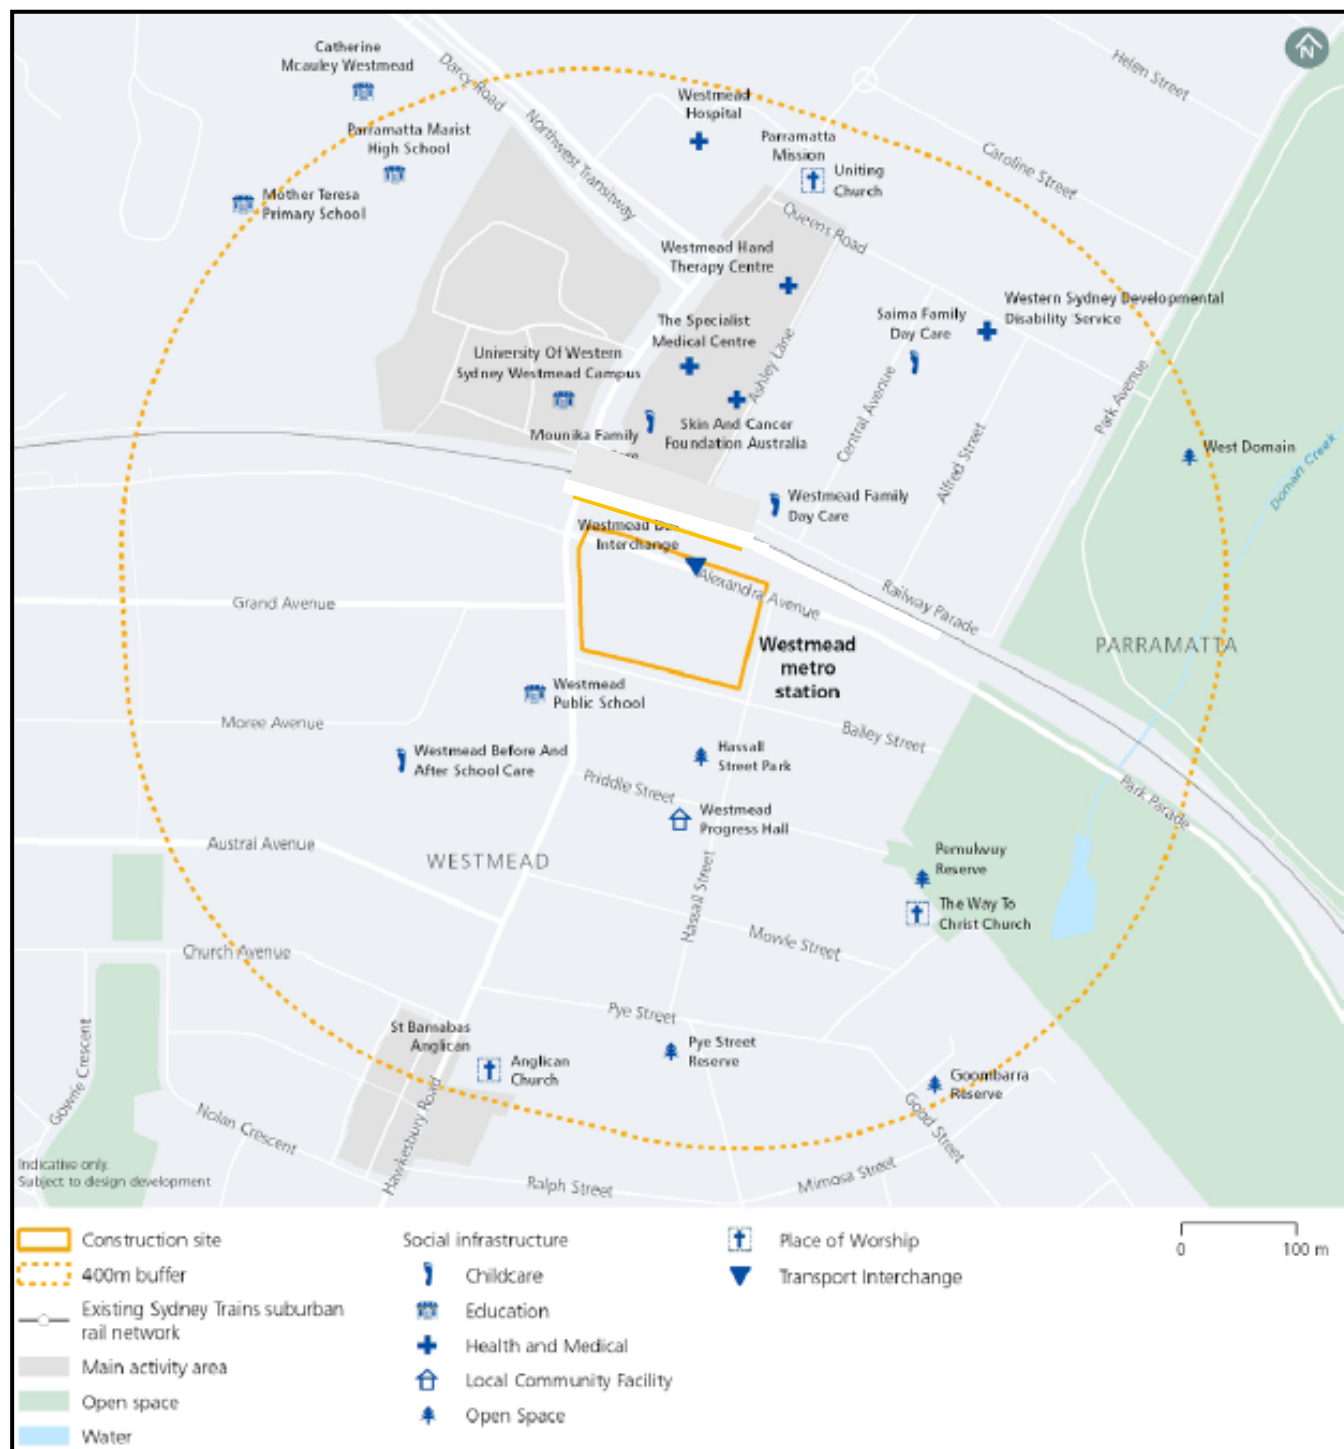 Catherine
Mcauley Westmead
Parramatta Marist
High School
Mother Teresa
Primary School
Darcy Road
Northwest Transitway
Westmead
Hospital
Parramatta
Mission
Uniting
Church
Helen Street
Caroline Street
N
Queens Road
Westmead Hand
Therapy Centre
The Specialist
Medical Centre
Saima Family
Day Care
Western Sydney Developmental
Disability Service
University Of Western
Sydney Westmead Campus
Mounika Family
Skin And Cancer
Foundation Australia
Ashley Lane
Central Avenue
Alfred Street
Park Avenue
West Domain
Domain Creek
Westmead Family
Day Care
Westmead
Interchange
Alexandra Avenue
Railway Parade
Grand Avenue
PARRAMATTA
Westmead
metro
station
Westmead
Public School
Moree Avenue
Bailey Street
Westmead Before And
After School Care
Hassall
Street Park
Priddle Street
Park Parade
Westmead
Progress Hall
Austral Avenue
WESTMEAD
Pemulwuy
Reserve
Hassall Street
The Way To
Christ Church
Mowle Street
Church Avenue
Pye Street
St Barnabas
Anglican
Anglican
Church
Pye Street
Reserve
Goombarra
Reserve
Gowrie Crescent
Nolan Crescent
Hawkesbury Road
Good Street
Ralph Street
Mimosa Street
Indicative only.
Subject to design development
Construction site
400m buffer
Existing Sydney Trains suburban
rail network
Main activity area
Open space
Water
Social infrastructure
Childcare
Education
Health and Medical
Local Community Facility
Open Space
Place of Worship
Transport Interchange
0 100 m